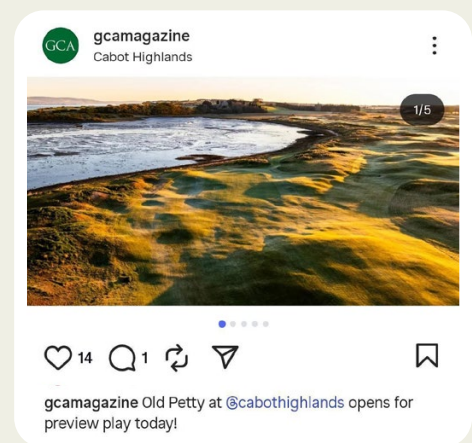 GCA
gcamagazine
Cabot Highlands
1/5
14
1
gcamagazine Old Petty at @cabothighlands opens for
preview play today!